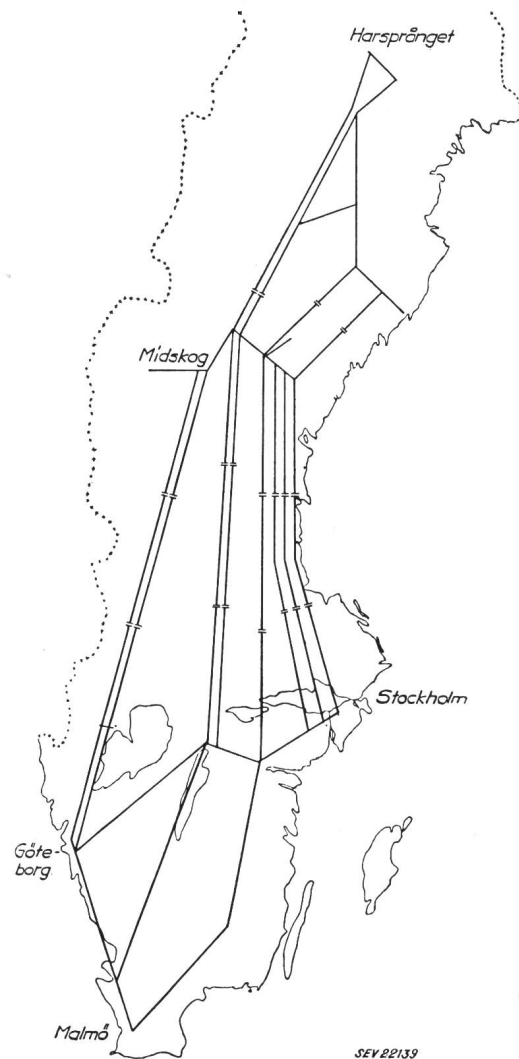 Harsprånget
Midskog
Stockholm
Göte-
borg.
Malmö
SEV 22139